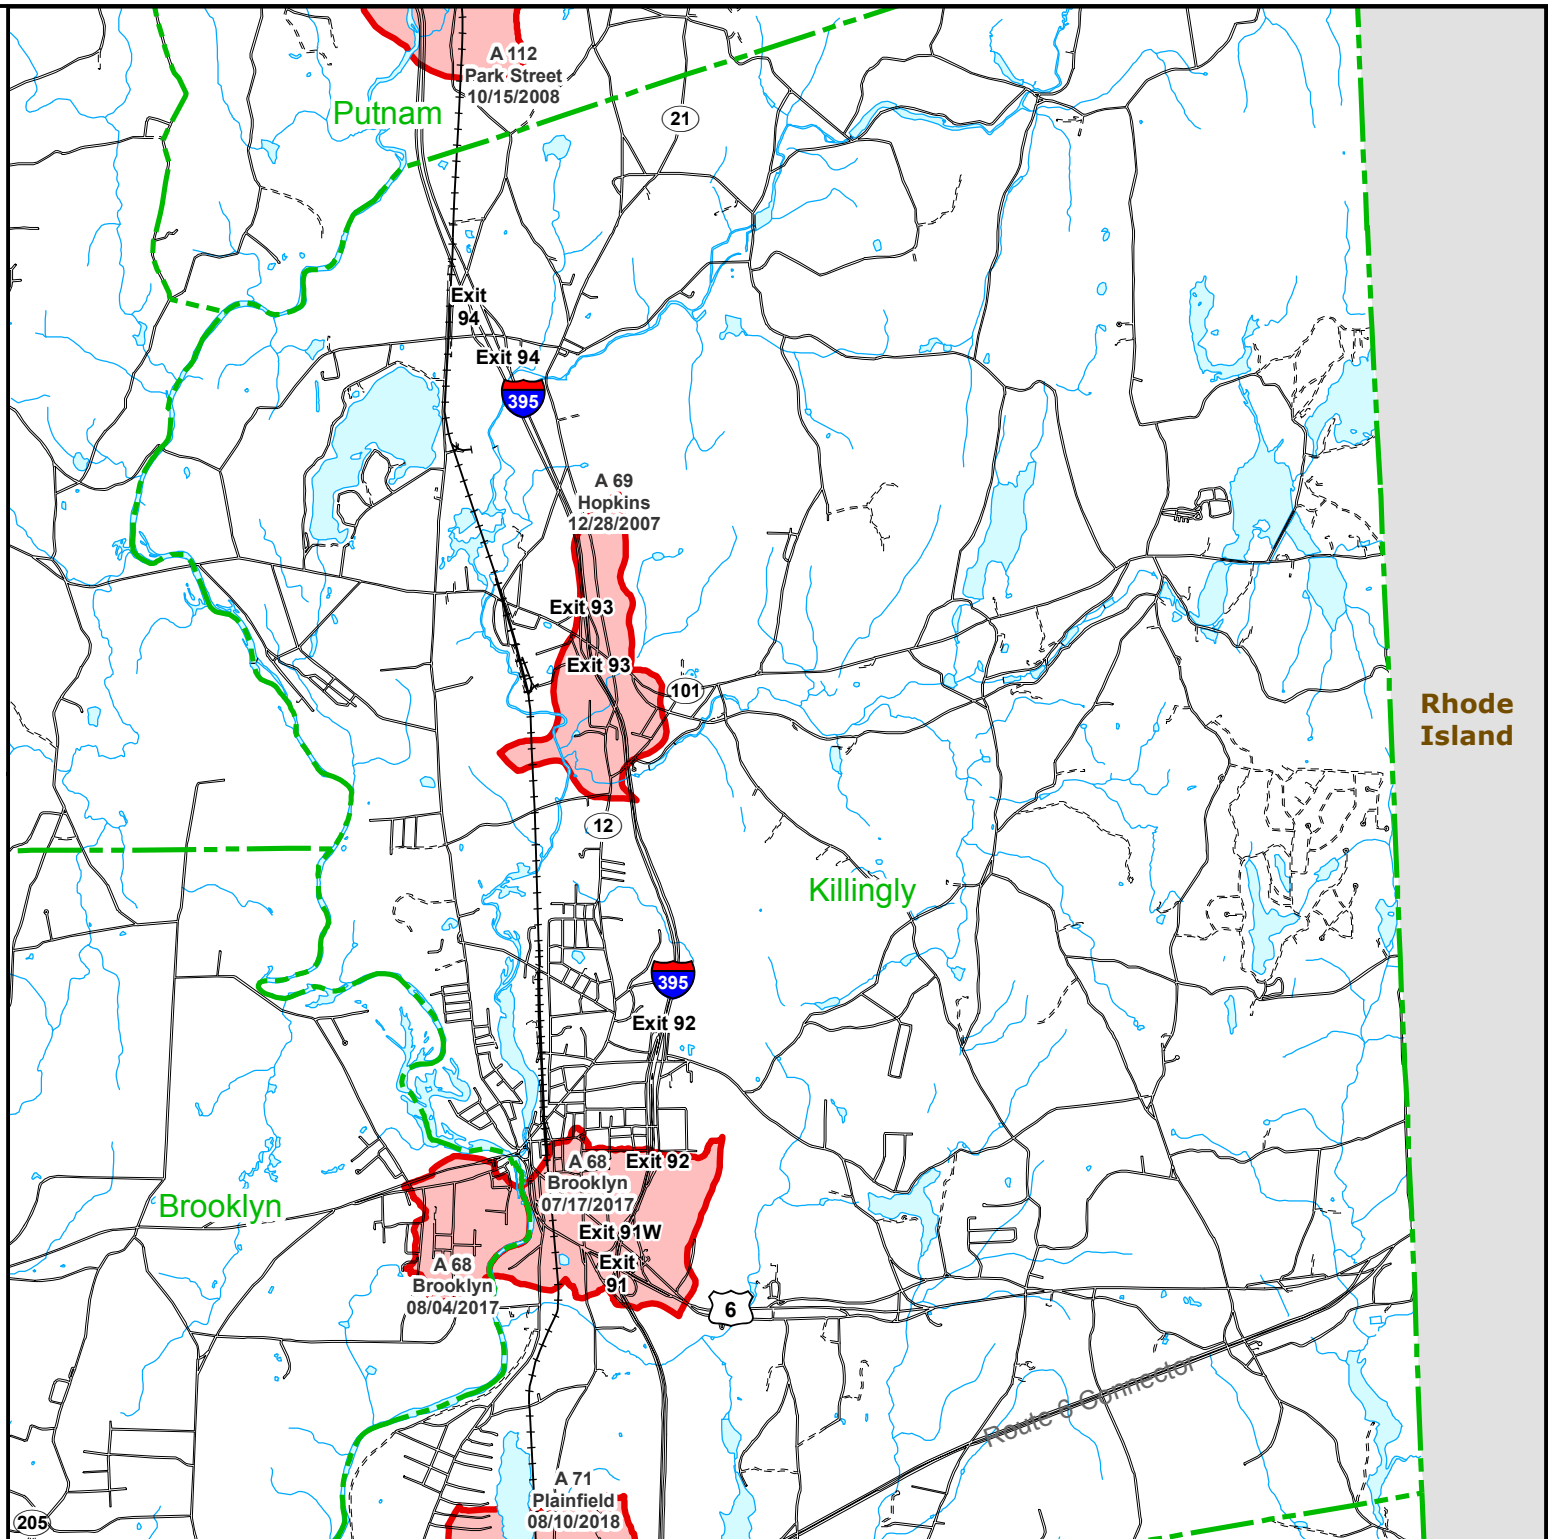 A 112
Park Street
10/15/2008
Putnam
21
Exit
94
Exit 94
395
A 69
Hopkins
12/28/2007
Exit 93
Exit 93
101
Rhode
Island
12
Killingly
395
Exit 92
A 68
Brooklyn
07/17/2017
Exit 92
Brooklyn
Exit 91W
Exit
91
A 68
Brooklyn
08/04/2017
6
Route 6 Connector
A 71
Plainfield
08/10/2018
205